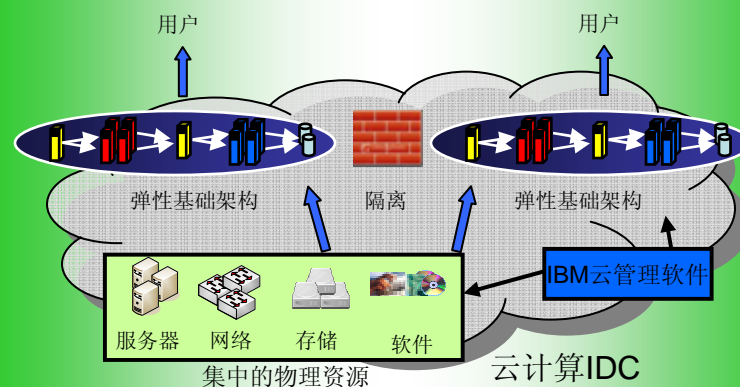 用户
用户
弹性基础架构
隔离
弹性基础架构
IBM云管理软件
服务器
网络
存储
软件
集中的物理资源
云计算IDC